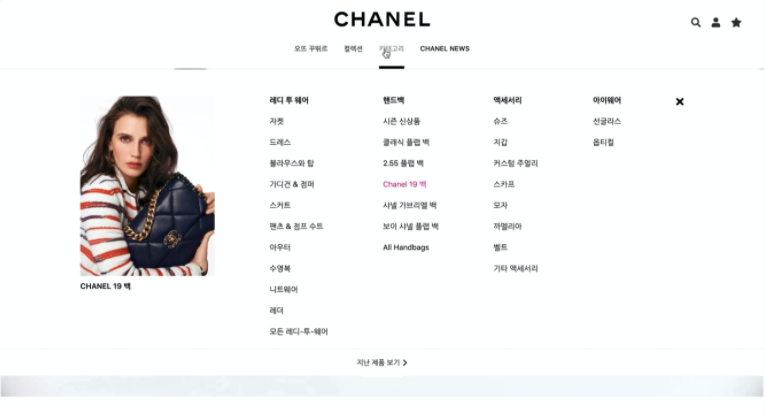 CHANEL
오뜨 꾸뛰르
컬렉션
카테고리
CHANEL NEWS
레디 투 웨어
자켓
드레스
블라우스와 탑
가디건 & 점퍼
스커트
팬츠 & 점프 수트
아우터
수영복
니트웨어
레더
모든 레디-투-웨어
핸드백
시즌 신상품
클래식 플랩 백
2.55 플랩 백
Chanel 19 백
샤넬 가브리엘 백
보이 샤넬 플랩 백
All Handbags
액세서리
슈즈
지갑
커스텀 주얼리
스카프
모자
까멜리아
벨트
기타 액세서리
아이웨어
선글라스
옵티컬
CHANEL 19 백
지난 제품 보기